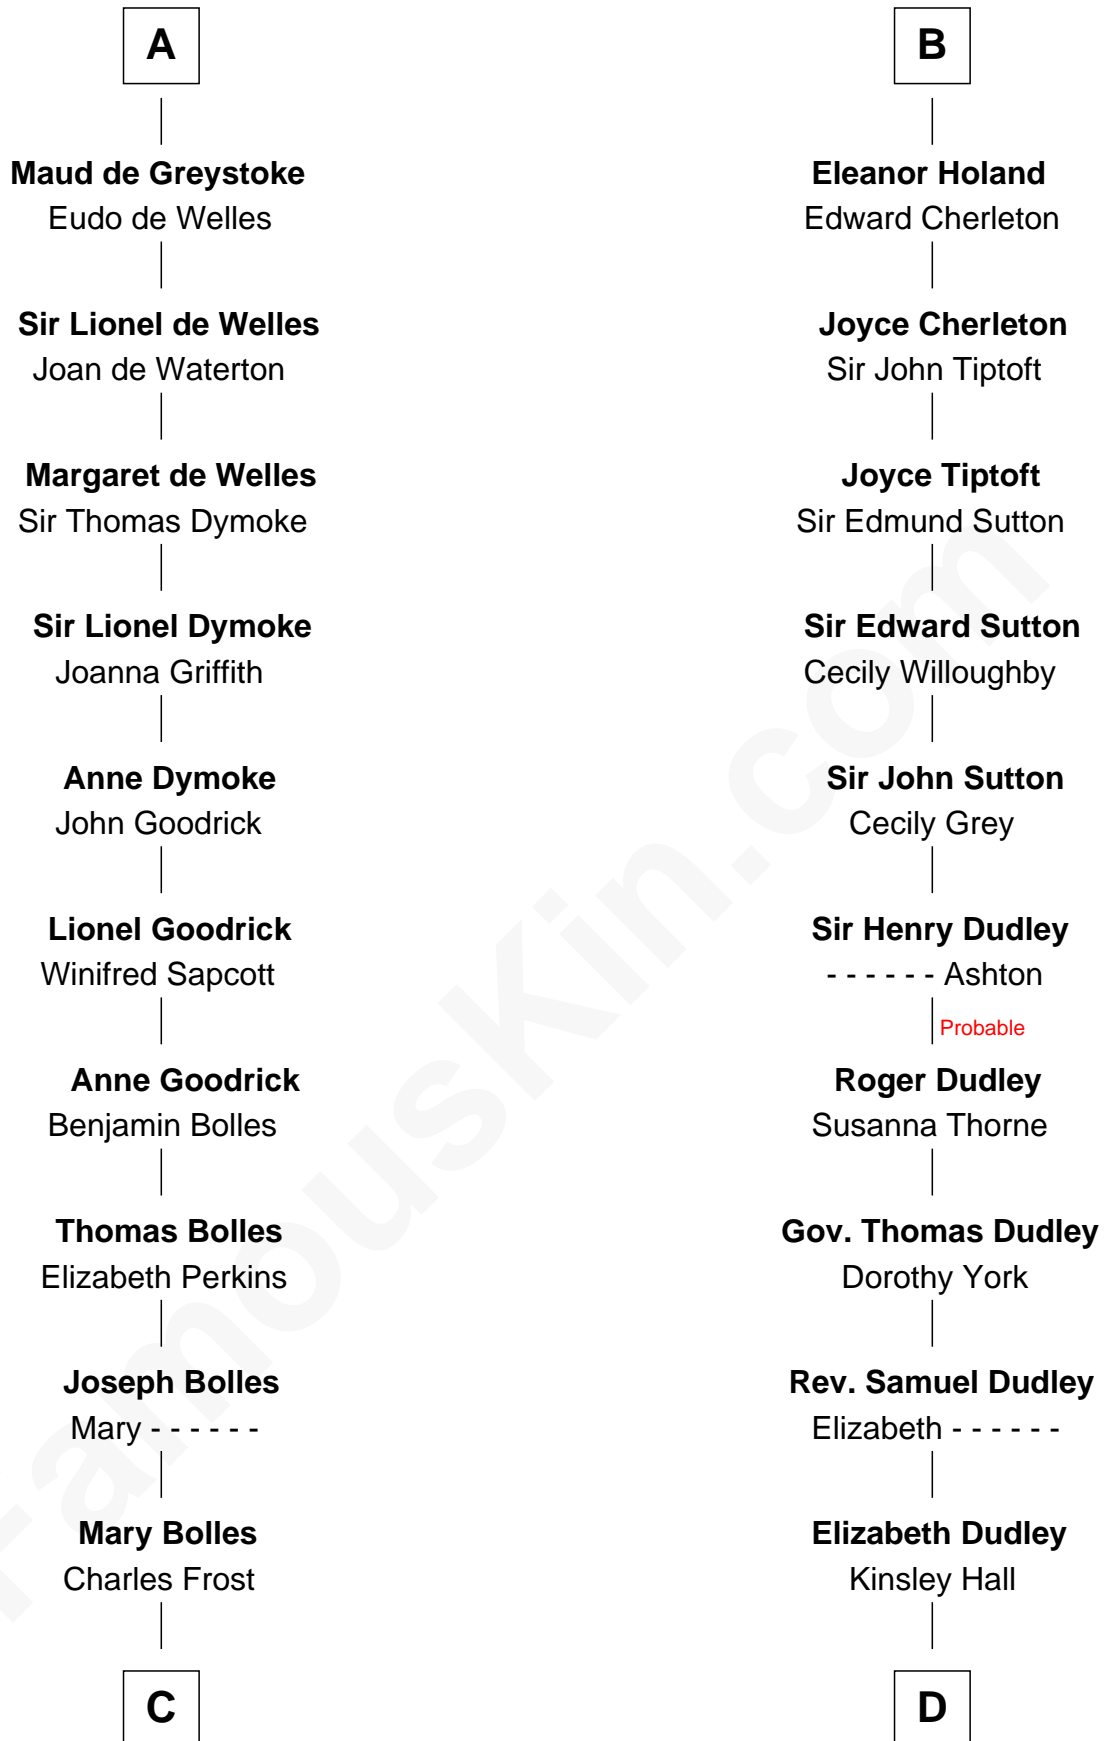 A
Maud de Greystoke
Eudo de Welles
Sir Lionel de Welles
Joan de Waterton
Margaret de Welles
Sir Thomas Dymoke
Sir Lionel Dymoke
Joanna Griffith
Anne Dymoke
John Goodrick
Lionel Goodrick
Winifred Sapcott
Anne Goodrick
Benjamin Bolles
Thomas Bolles
Elizabeth Perkins
Joseph Bolles
Mary - - - - - -
Mary Bolles
Charles Frost
C
B
Eleanor Holand
Edward Cherleton
Joyce Cherleton
Sir John Tiptoft
Joyce Tiptoft
Sir Edmund Sutton
Sir Edward Sutton
Cecily Willoughby
Sir John Sutton
Cecily Grey
Sir Henry Dudley
- - - - - - Ashton
Probable
Roger Dudley
Susanna Thorne
Gov. Thomas Dudley
Dorothy York
Rev. Samuel Dudley
Elizabeth - - - - - -
Elizabeth Dudley
Kinsley Hall
D
FamousKin.com